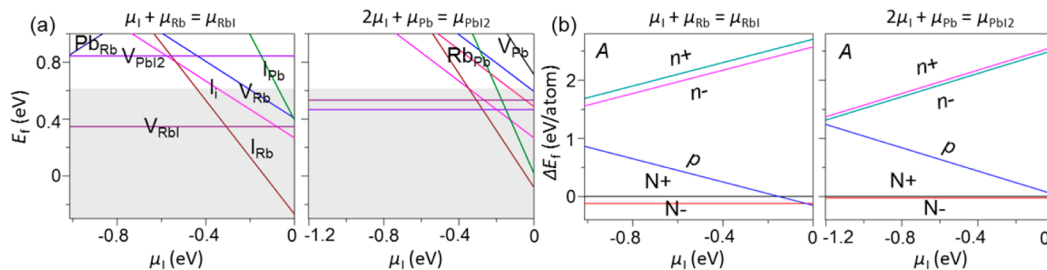 (a)
μI + μRb = μRbI
2μI + μPb = μPbI2
PbRb
VPbI2
IPb
Ii
VRb
VRbI
IRb
VPb
RbPb
0.8
0.4
0
Ef (eV)
-0.8 -0.4 0
-1.2 -0.8 -0.4 0
μI (eV)
μI (eV)
(b)
μI + μRb = μRbI
2μI + μPb = μPbI2
A
n+
n-
p
N+
N-
A
n+
n-
p
N+
N-
2
1
0
ΔEf (eV/atom)
-0.8 -0.4 0
-1.2 -0.8 -0.4 0
μI (eV)
μI (eV)